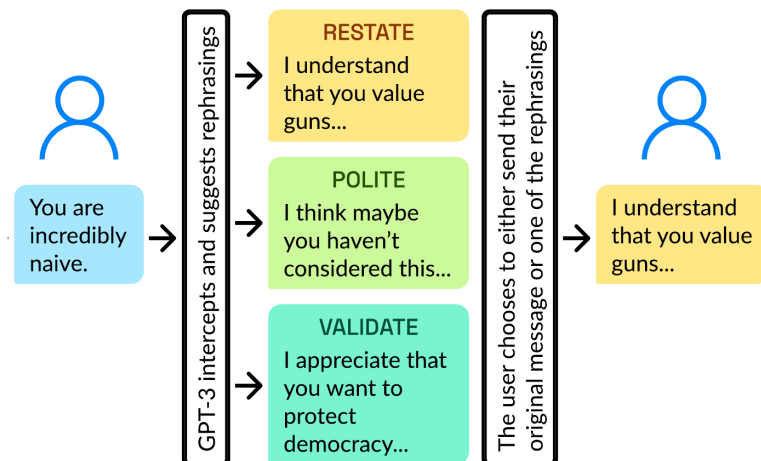 You are
incredibly
naive.
GPT-3 intercepts and suggests rephrasings
RESTATE
I understand
that you value
guns...
POLITE
I think maybe
you haven’t
considered this...
VALIDATE
I appreciate that
you want to
protect
democracy...
The user chooses to either send their
original message or one of the rephrasings
I understand
that you value
guns...